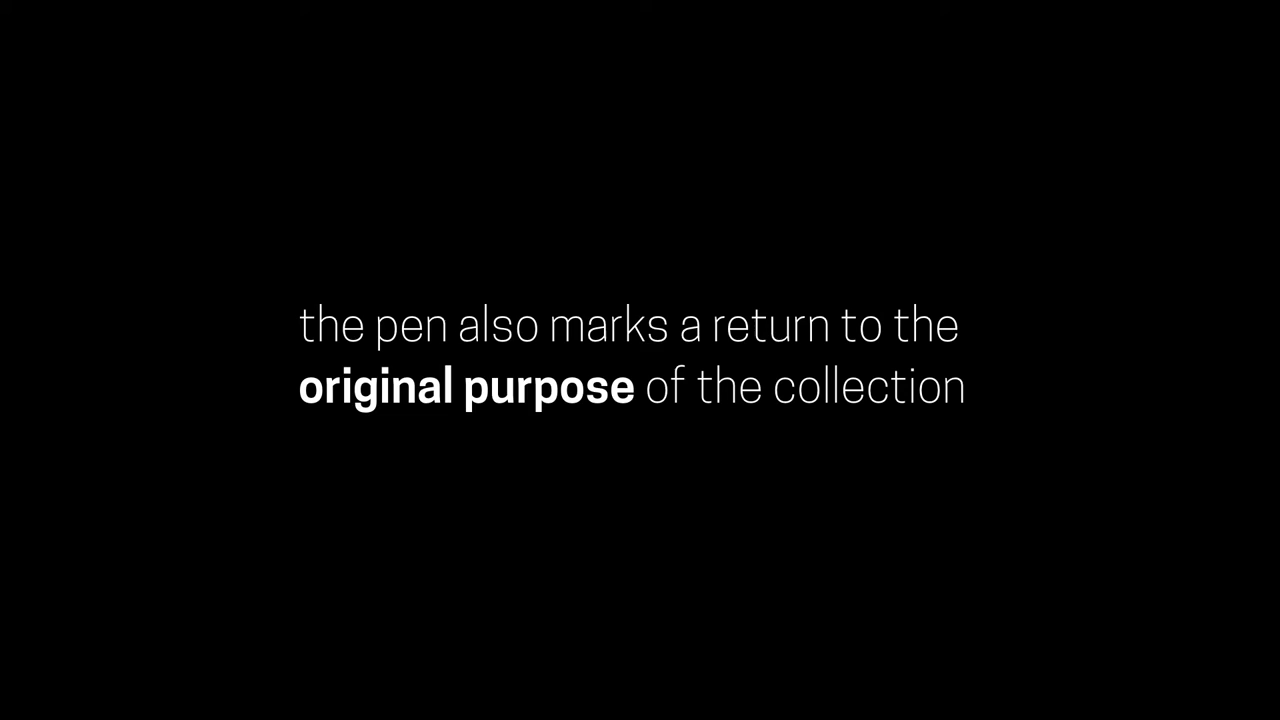 the pen also marks a return to the
original purpose of the collection